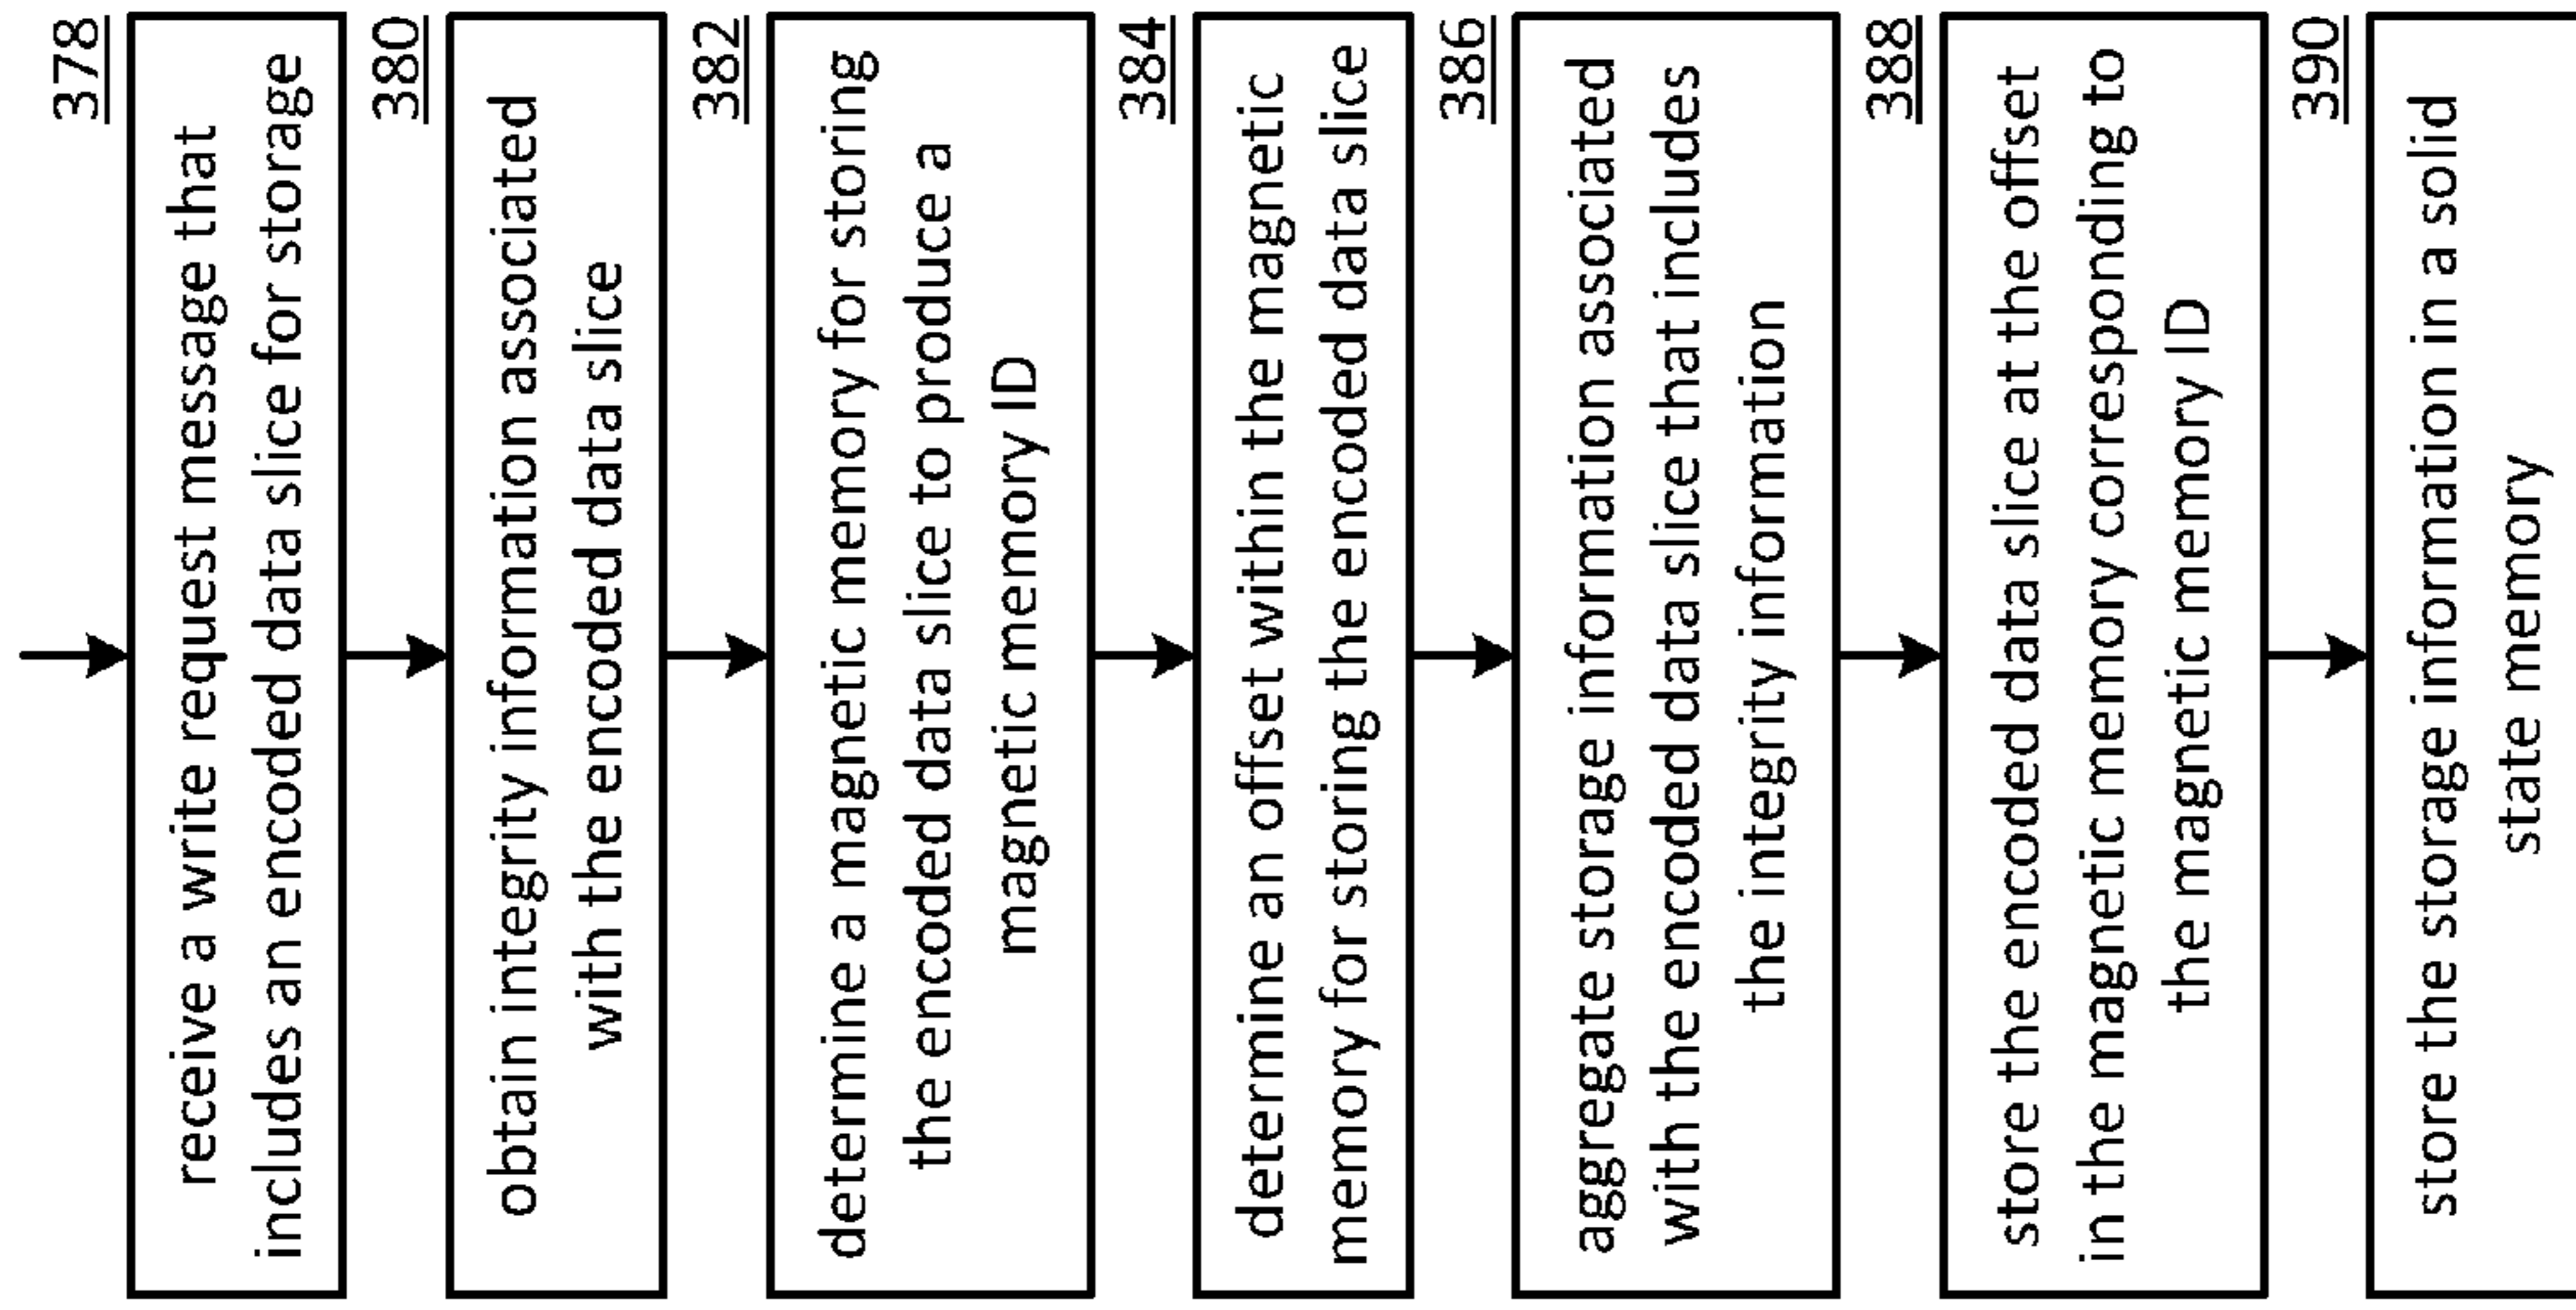 378
receive a write request message that
includes an encoded data slice for storage
380
obtain integrity information associated
with the encoded data slice
382
determine a magnetic memory for storing
the encoded data slice to produce a
magnetic memory ID
384
determine an offset within the magnetic
memory for storing the encoded data slice
386
aggregate storage information associated
with the encoded data slice that includes
the integrity information
388
store the encoded data slice at the offset
in the magnetic memory corresponding to
the magnetic memory ID
390
store the storage information in a solid
state memory